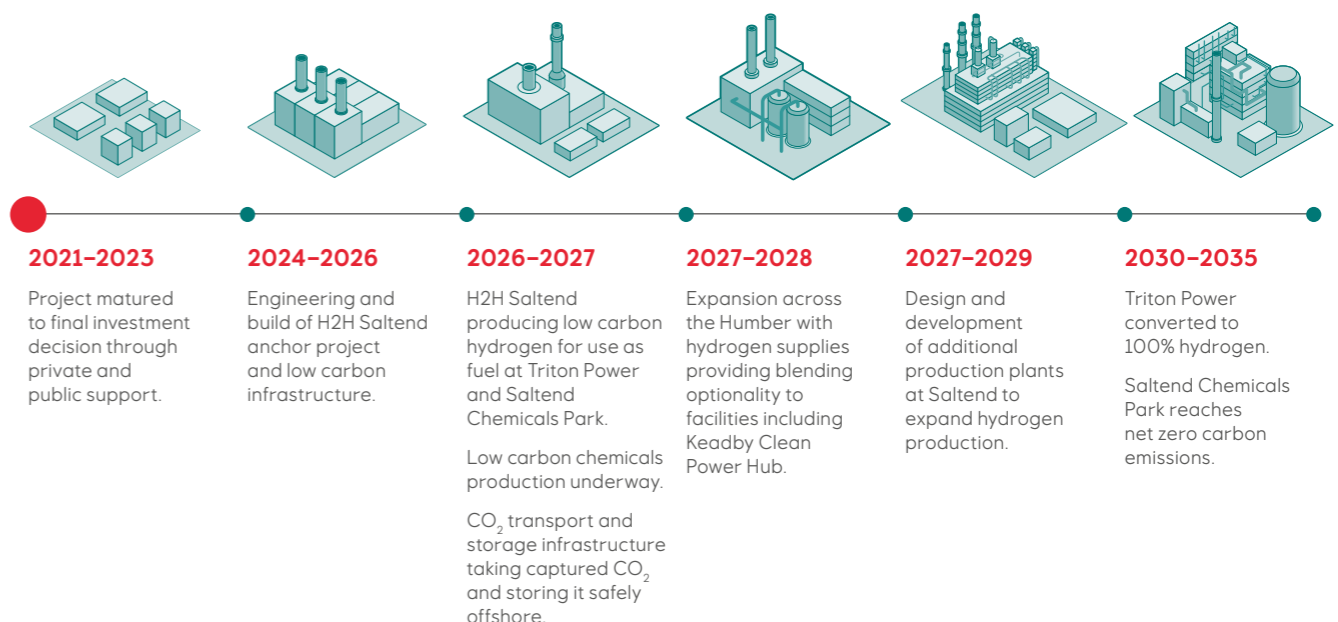 2021–2023
Project matured
to final investment
decision through
private and
public support.
2024–2026
Engineering and
build of H2H Saltend
anchor project
and low carbon
infrastructure.
2026–2027
H2H Saltend
producing low carbon
hydrogen for use as
fuel at Triton Power
and Saltend
Chemicals Park.
Low carbon chemicals
production underway.
CO₂ transport and
storage infrastructure
taking captured CO₂
and storing it safely
offshore.
2027–2028
Expansion across
the Humber with
hydrogen supplies
providing blending
optionality to
facilities including
Keadby Clean
Power Hub.
2027–2029
Design and
development
of additional
production plants
at Saltend to
expand hydrogen
production.
2030–2035
Triton Power
converted to
100% hydrogen.
Saltend Chemicals
Park reaches
net zero carbon
emissions.